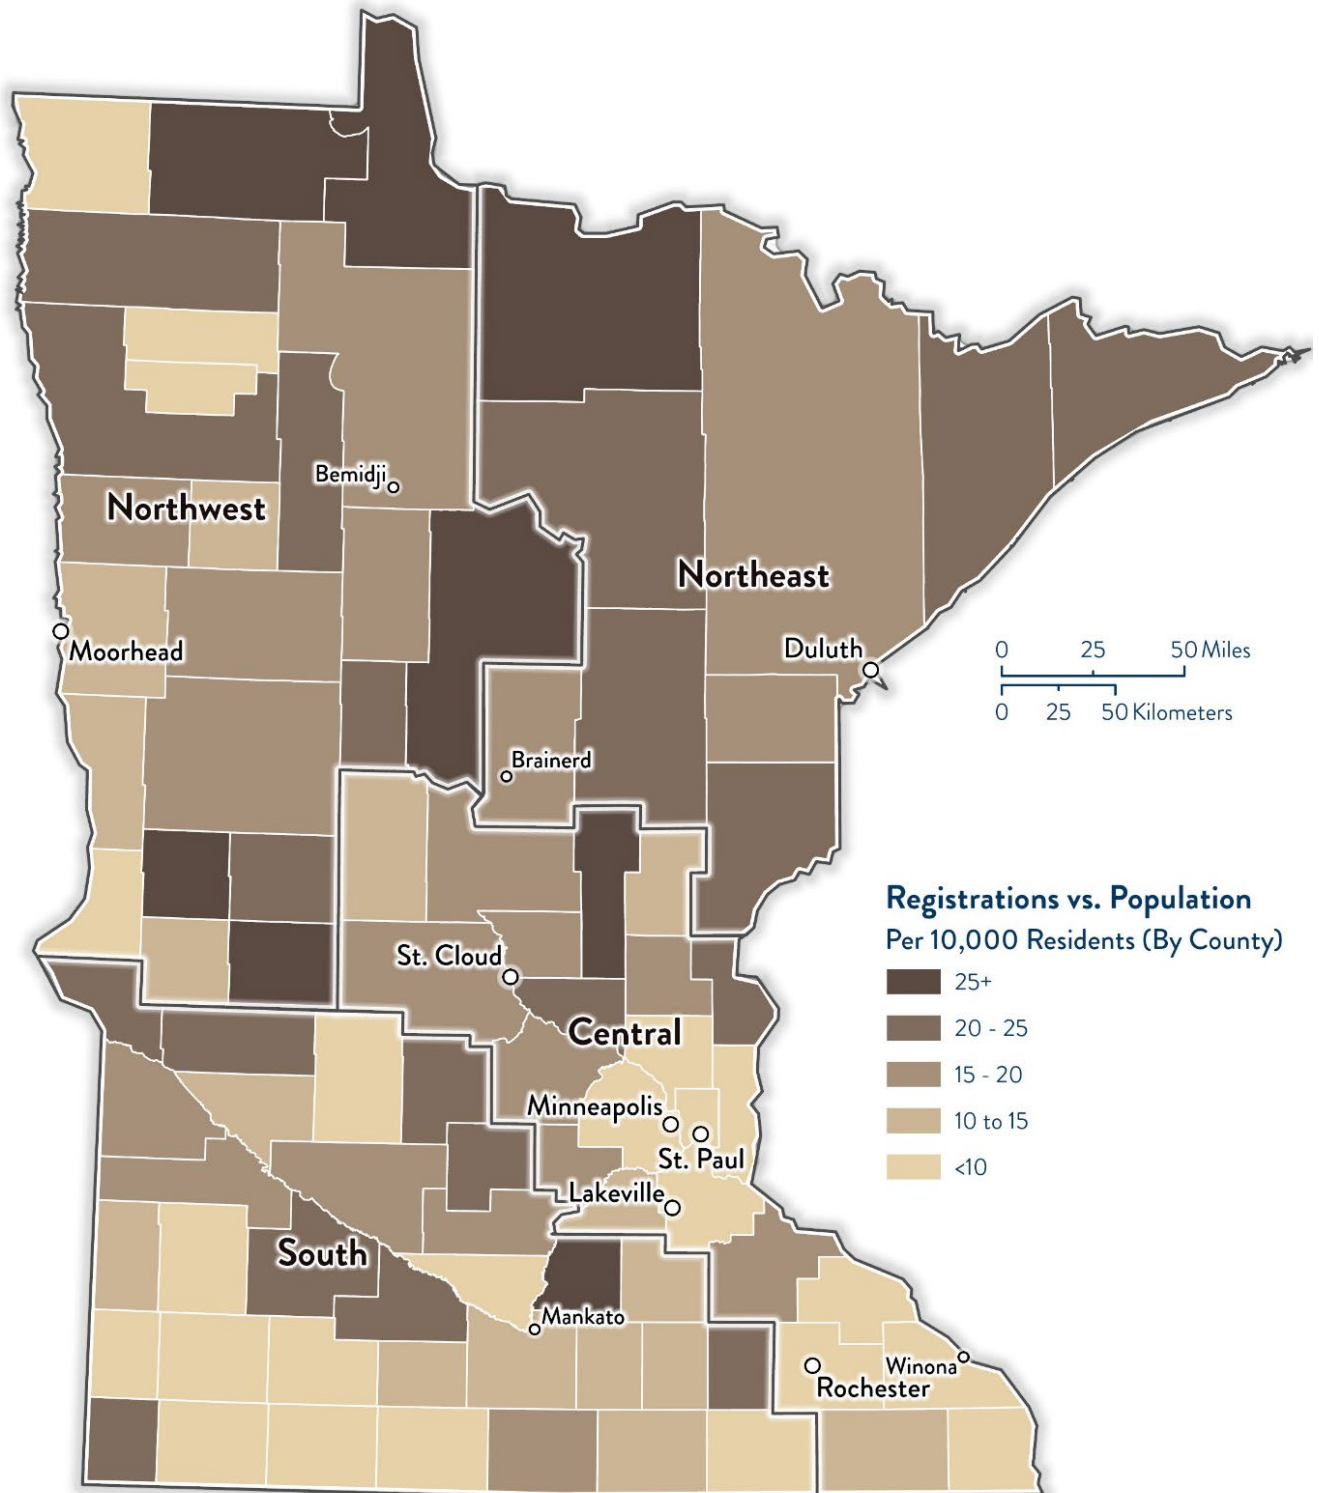 Bemidji
Northwest
Northeast
Moorhead
Duluth
0 25 50 Miles
0 25 50 Kilometers
Brainerd
Registrations vs. Population
Per 10,000 Residents (By County)
25+
20 - 25
15 - 20
10 to 15
<10
St. Cloud
Central
Minneapolis
St. Paul
Lakeville
South
Mankato
Winona
Rochester